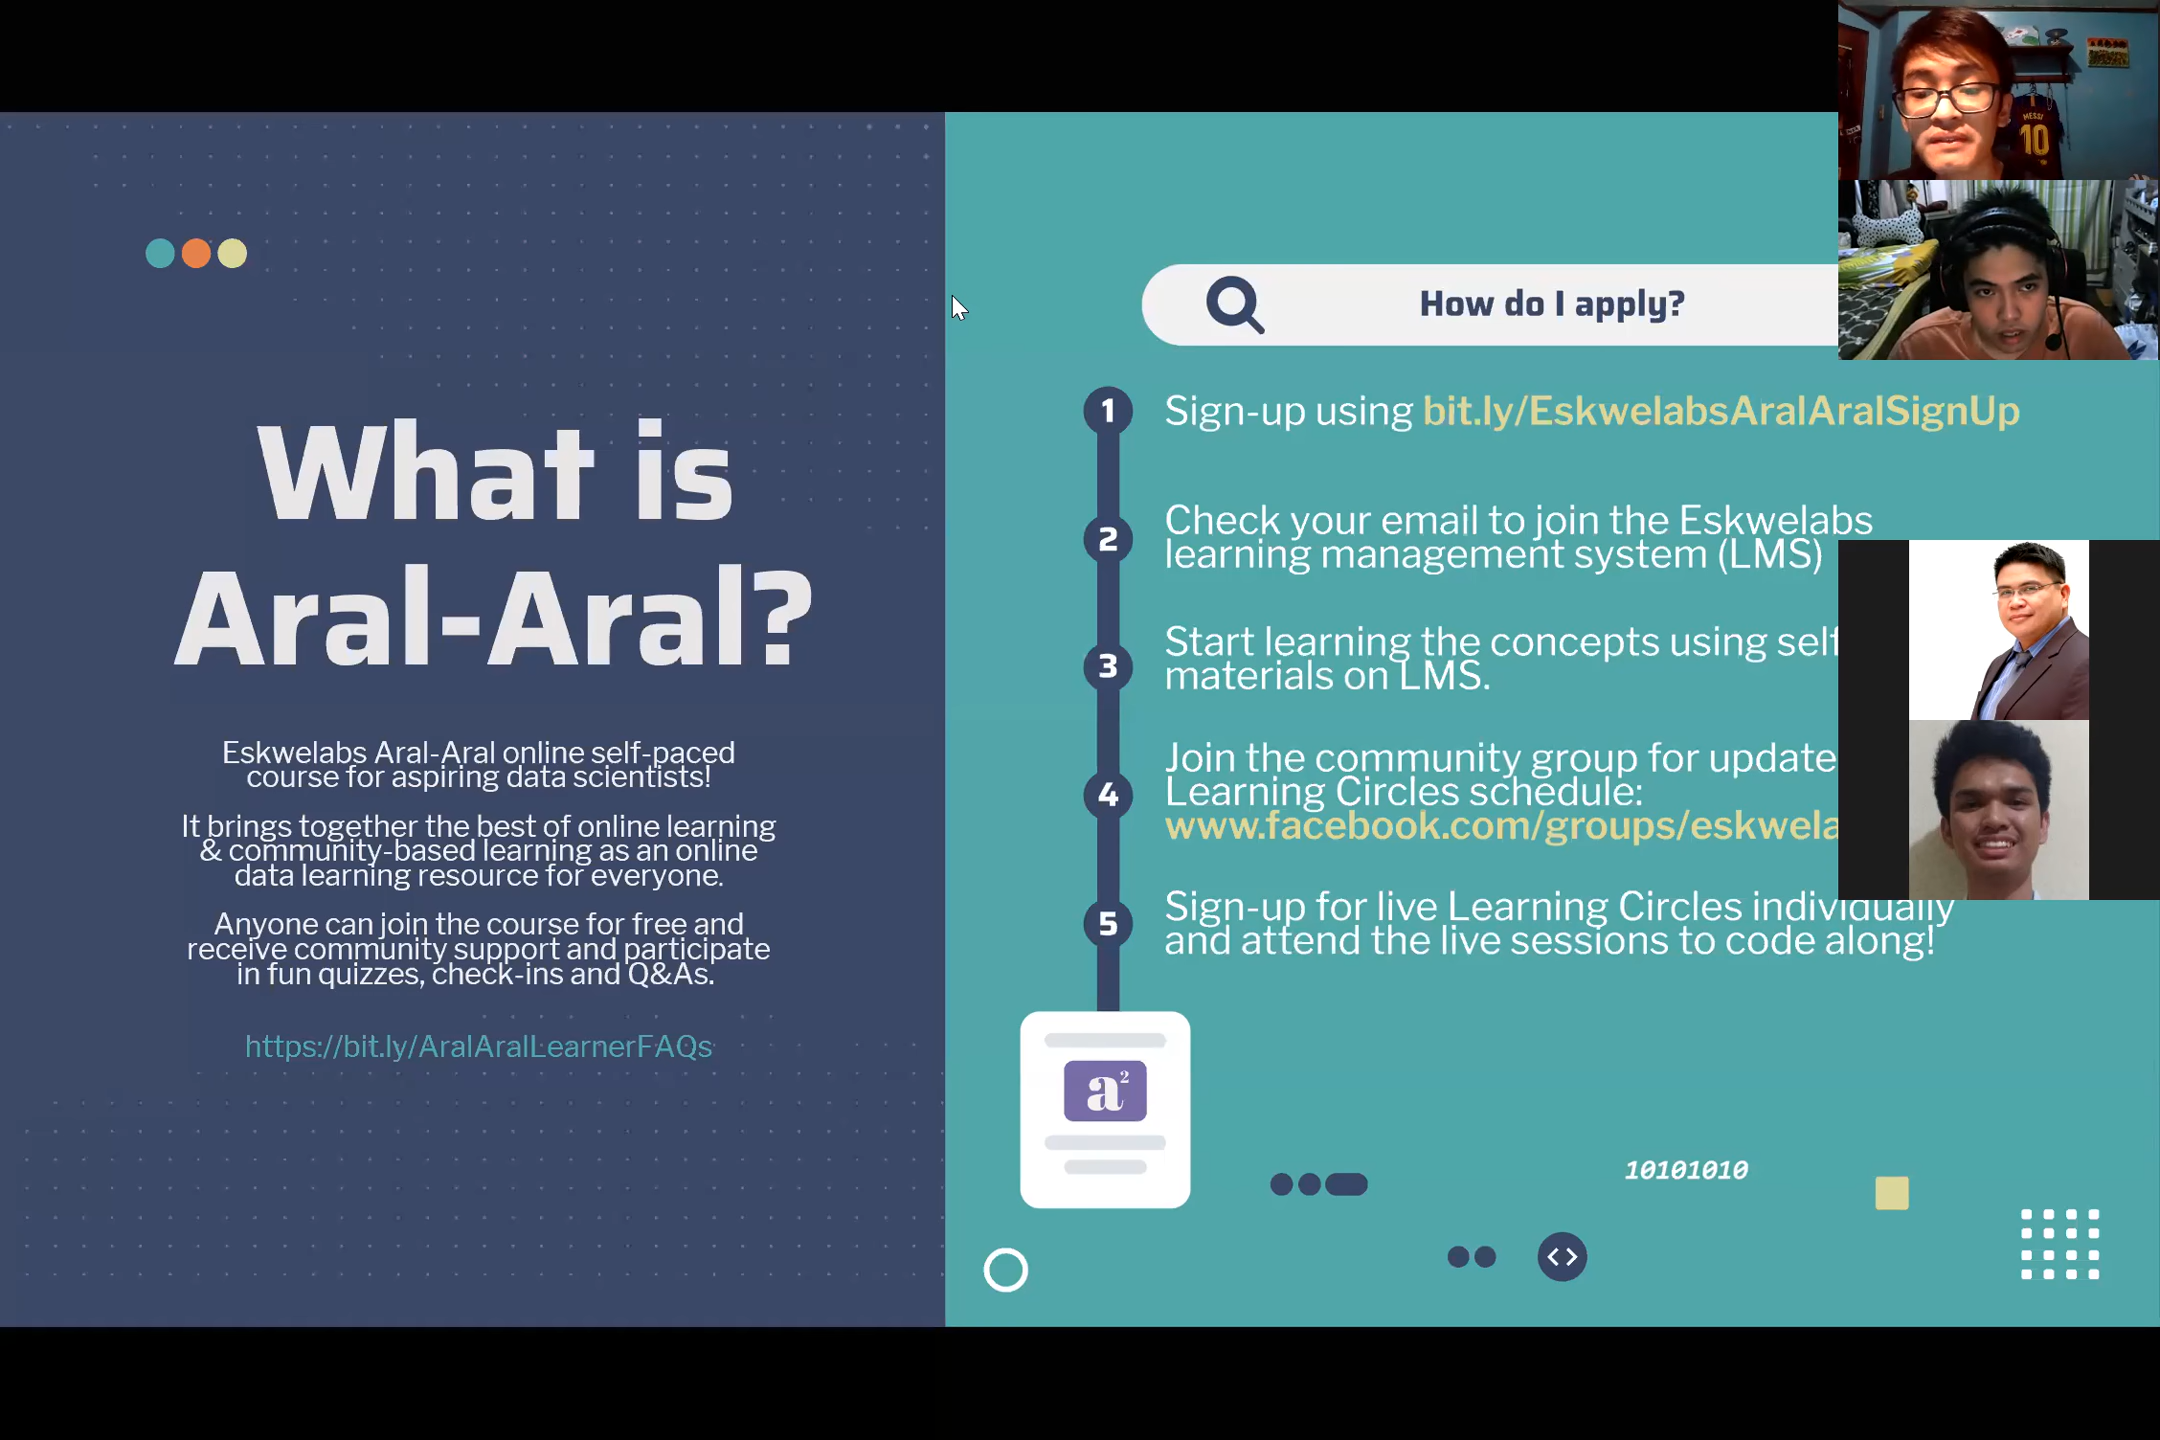 What is
Aral-Aral?
Eskwelabs Aral-Aral online self-paced
course for aspiring data scientists!
It brings together the best of online learning
& community-based learning as an online
data learning resource for everyone.
Anyone can join the course for free and
receive community support and participate
in fun quizzes, check-ins and Q&As.
https://bit.ly/AralAralLearnerFAQs
How do I apply?
1 Sign-up using bit.ly/EskwelabsAralAralSignUp
2 Check your email to join the Eskwelabs
learning management system (LMS)
3 Start learning the concepts using self
materials on LMS.
4 Join the community group for update
Learning Circles schedule:
www.facebook.com/groups/eskwela
5 Sign-up for live Learning Circles individually
and attend the live sessions to code along!
a²
10101010
<>
MESSI
10